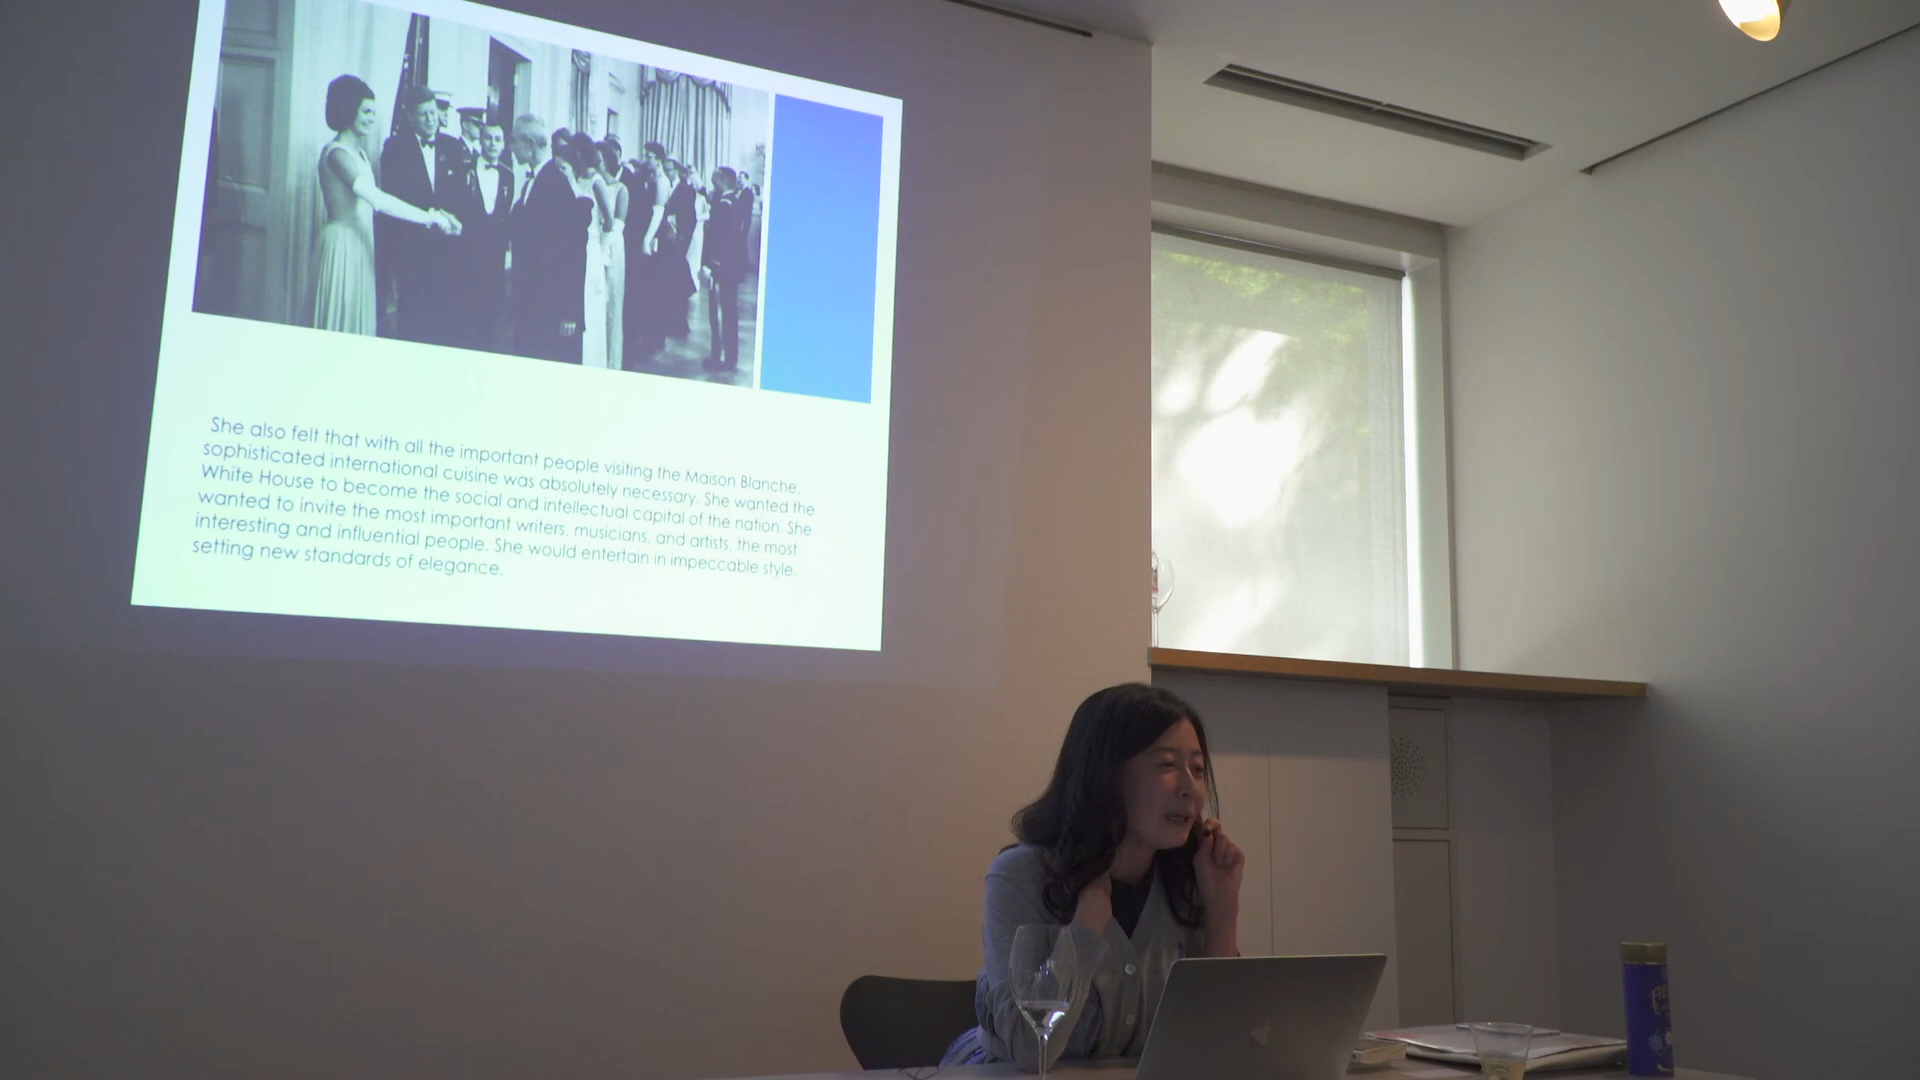 She also felt that with all the important people visiting the Maison Blanche,
sophisticated international cuisine was absolutely necessary. She wanted the
White House to become the social and intellectual capital of the nation. She
wanted to invite the most important writers, musicians, and artists, the most
interesting and influential people. She would entertain in impeccable style,
setting new standards of elegance.